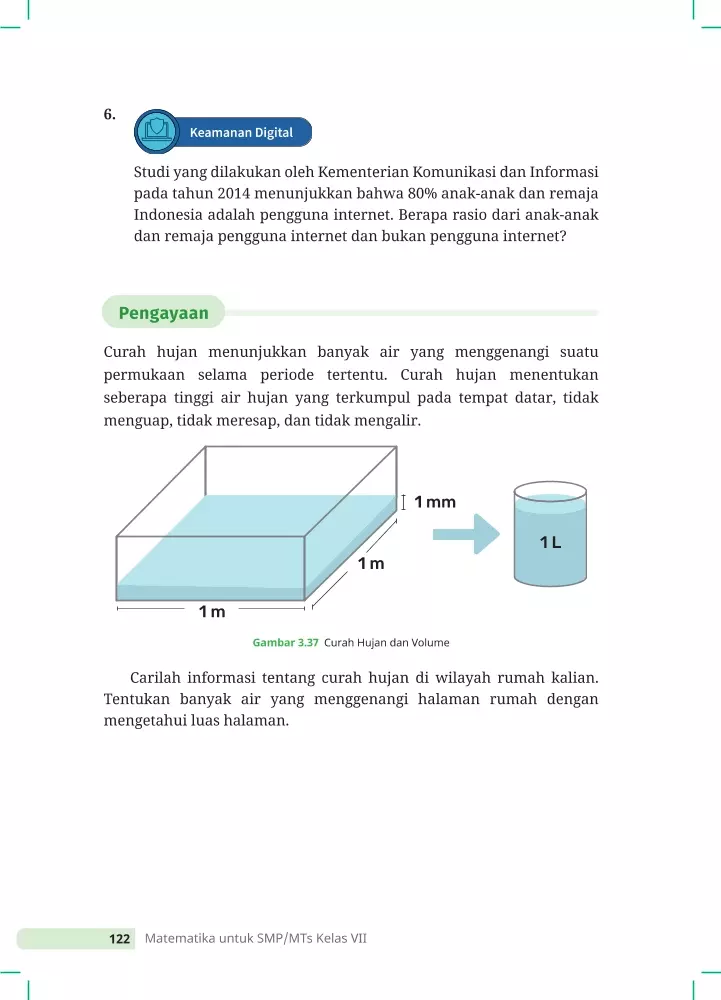 6.
Keamanan Digital
Studi yang dilakukan oleh Kementerian Komunikasi dan Informasi
pada tahun 2014 menunjukkan bahwa 80% anak-anak dan remaja
Indonesia adalah pengguna internet. Berapa rasio dari anak-anak
dan remaja pengguna internet dan bukan pengguna internet?
Pengayaan
Curah hujan menunjukkan banyak air yang menggenangi suatu
permukaan selama periode tertentu. Curah hujan menentukan
seberapa tinggi air hujan yang terkumpul pada tempat datar, tidak
menguap, tidak meresap, dan tidak mengalir.
1 mm
1 L
1 m
1 m
Gambar 3.37 Curah Hujan dan Volume
Carilah informasi tentang curah hujan di wilayah rumah kalian.
Tentukan banyak air yang menggenangi halaman rumah dengan
mengetahui luas halaman.
122 Matematika untuk SMP/MTs Kelas VII